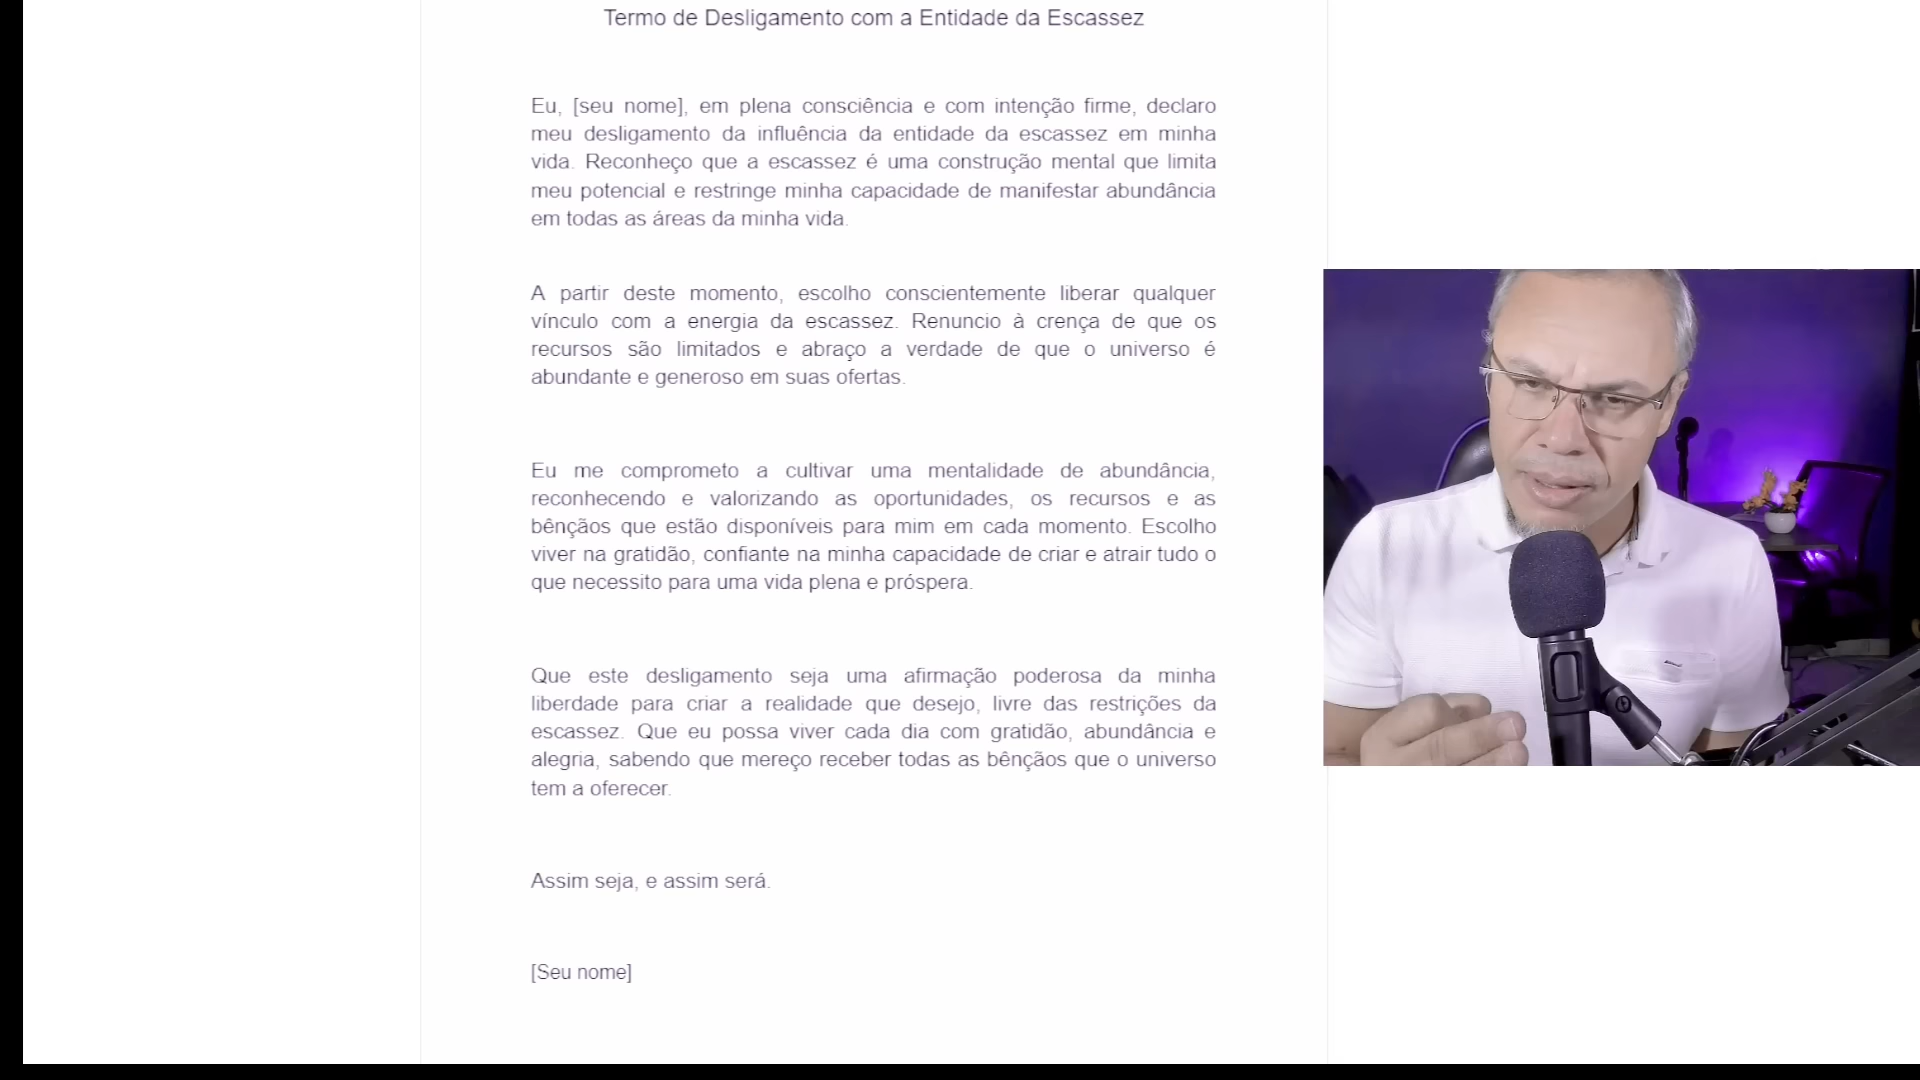 Termo de Desligamento com a Entidade da Escassez
Eu, [seu nome], em plena consciência e com intenção firme, declaro
meu desligamento da influência da entidade da escassez em minha
vida. Reconheço que a escassez é uma construção mental que limita
meu potencial e restringe minha capacidade de manifestar abundância
em todas as áreas da minha vida.
A partir deste momento, escolho conscientemente liberar qualquer
vínculo com a energia da escassez. Renuncio à crença de que os
recursos são limitados e abraço a verdade de que o universo é
abundante e generoso em suas ofertas.
Eu me comprometo a cultivar uma mentalidade de abundância,
reconhecendo e valorizando as oportunidades, os recursos e as
bênçãos que estão disponíveis para mim em cada momento. Escolho
viver na gratidão, confiante na minha capacidade de criar e atrair tudo o
que necessito para uma vida plena e próspera.
Que este desligamento seja uma afirmação poderosa da minha
liberdade para criar a realidade que desejo, livre das restrições da
escassez. Que eu possa viver cada dia com gratidão, abundância e
alegria, sabendo que mereço receber todas as bênçãos que o universo
tem a oferecer.
Assim seja, e assim será.
[Seu nome]